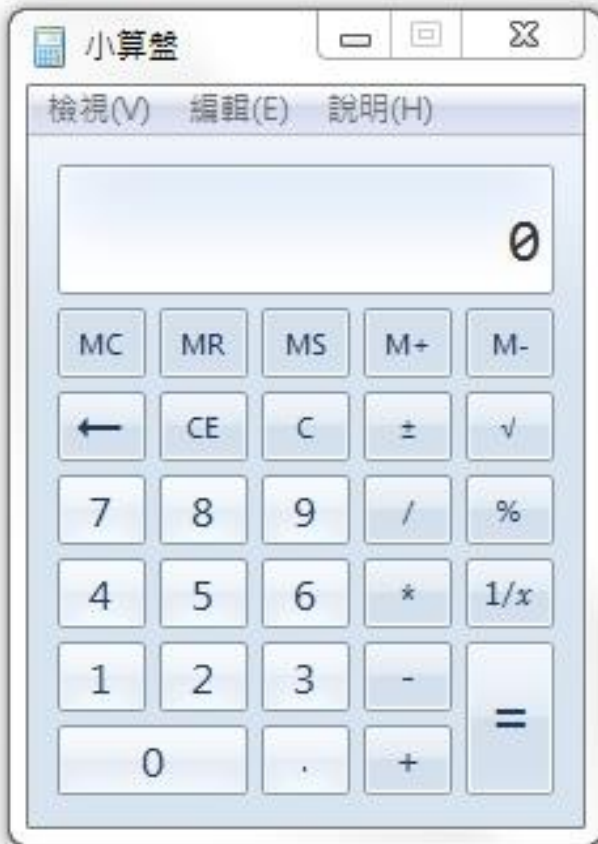 小算盤
檢視(V) 編輯(E) 說明(H)
0
MC MR MS M+ M-
← CE C ± √
7 8 9 / %
4 5 6 * 1/x
1 2 3 - =
0 . +